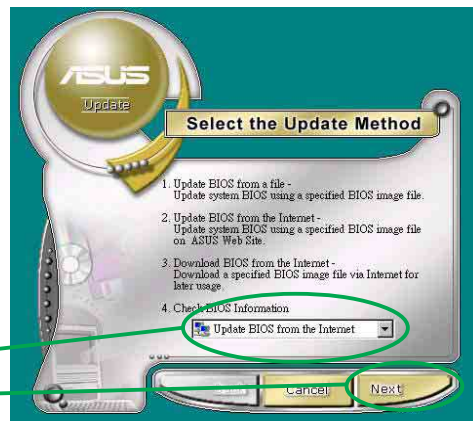 ASUS
Update
Select the Update Method
1. Update BIOS from a file -
Update system BIOS using a specified BIOS image file.
2. Update BIOS from the Internet -
Update system BIOS using a specified BIOS image file
on ASUS Web Site.
3. Download BIOS from the Internet -
Download a specified BIOS image file via Internet for
later usage.
4. Check BIOS Information
Update BIOS from the Internet
Cancel
Next